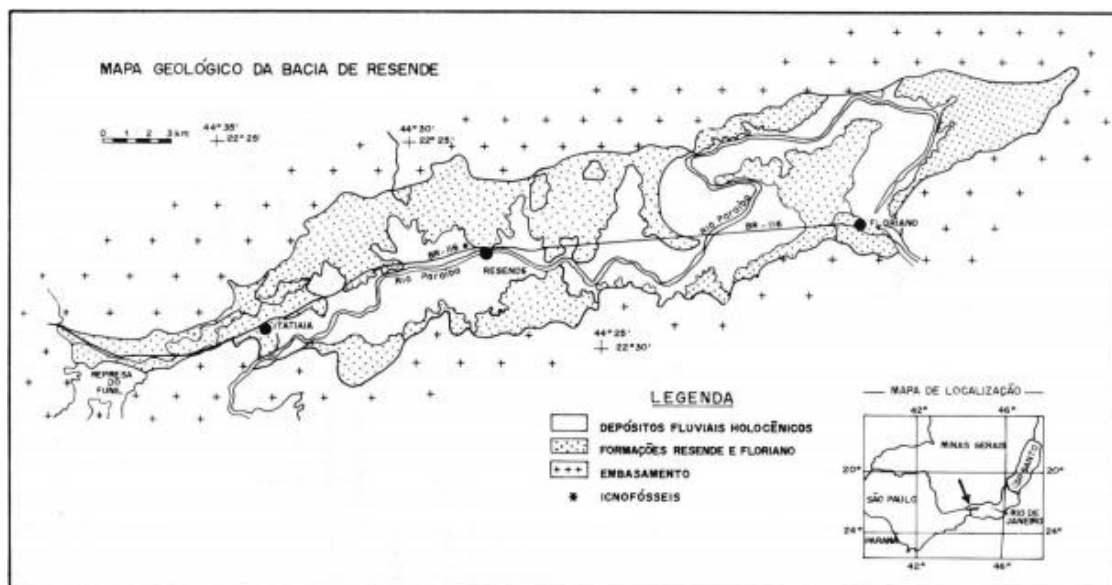 MAPA GEOLÓGICO DA BACIA DE RESENDE
0 1 2 3 km
44° 35'
22° 25'
44° 30'
22° 25'
RIO PARAÍBA
BR - 116
FLORIANO
BR - 116
RIO PARAÍBA
RESENDE
ITATIAIA
REPRESA
DO
FUNIL
44° 25'
22° 30'
LEGENDA
DEPÓSITOS FLUVIAIS HOLOCÊNICOS
FORMAÇÕES RESENDE E FLORIANO
EMBASAMENTO
ICNOFÓSSEIS
MAPA DE LOCALIZAÇÃO
42° 46°
MINAS GERAIS
20° 20°
SÃO PAULO
RIO DE
JANEIRO
24° 24°
PARANÁ
42° 46°